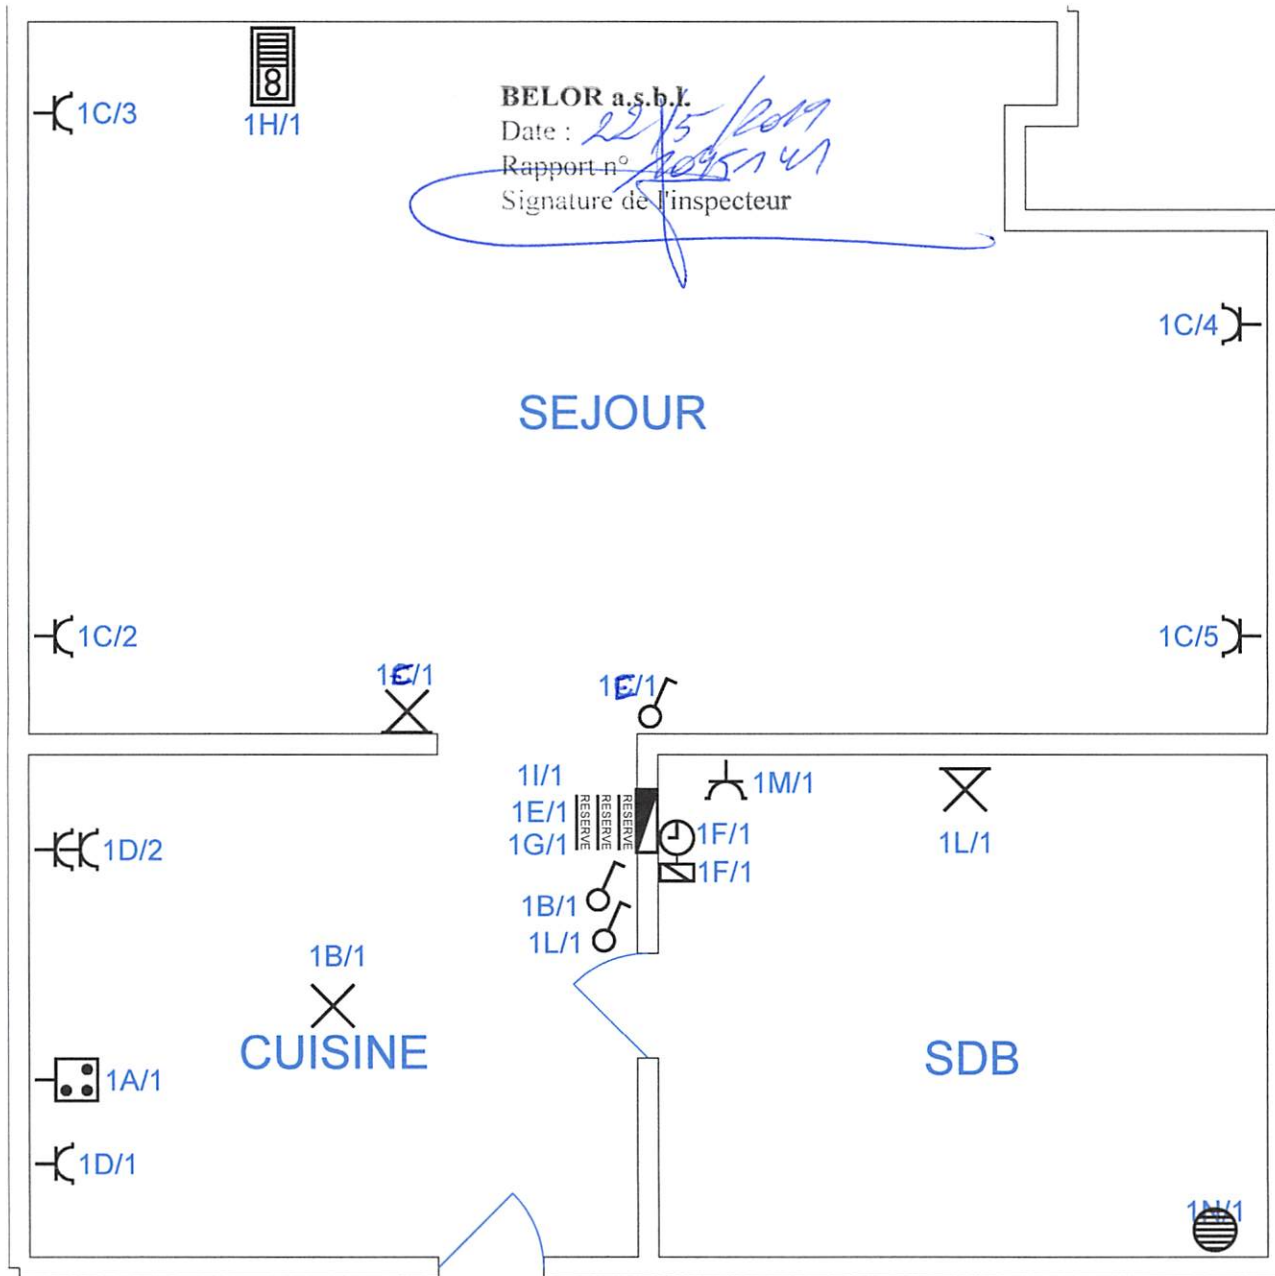 1C/3
8
1H/1
BELOR a.s.b.l.
Date : 22/5/2019
Rapport n° 1095141
Signature de l'inspecteur
1C/4
SEJOUR
1C/2
1C/5
1E/1
1E/1
1I/1
1E/1
1G/1
RESERVE
RESERVE
RESERVE
1M/1
1F/1
1F/1
1L/1
1D/2
1B/1
1L/1
1B/1
CUISINE
SDB
1A/1
1D/1
1N/1